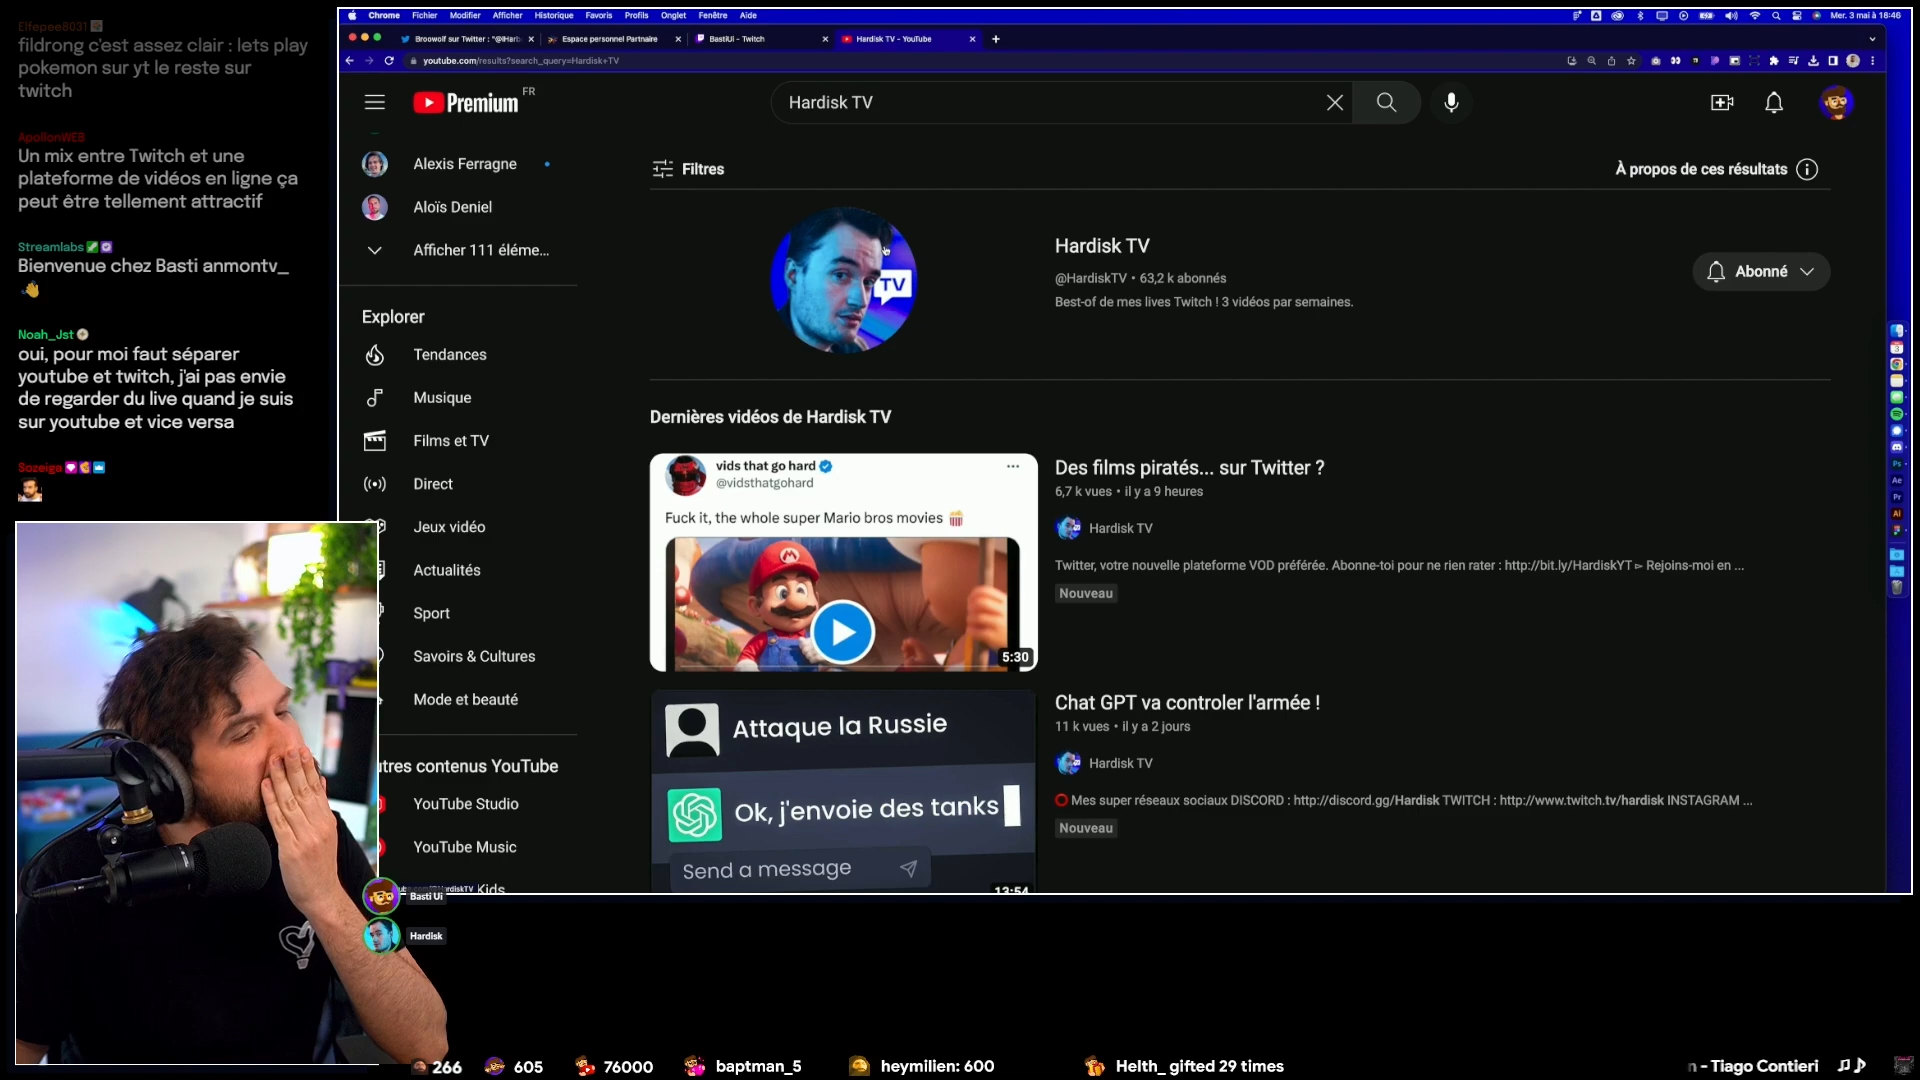 Elfepee8031
fildrong c'est assez clair : lets play
pokemon sur yt le reste sur
twitch
ApollonWEB
Un mix entre Twitch et une
plateforme de vidéos en ligne ça
peut être tellement attractif
Streamlabs
Bienvenue chez Basti anmontv_
Noah_Jst
oui, pour moi faut séparer
youtube et twitch, j'ai pas envie
de regarder du live quand je suis
sur youtube et vice versa
Sozeiga
Chrome Fichier Modifier Afficher Historique Favoris Profils Onglet Fenêtre Aide
Mer. 3 mai à 18:46
Broowolf sur Twitter : "@Harb
Espace personnel Partnaire
BastiUi - Twitch
Hardisk TV - YouTube
youtube.com/results?search_query=Hardisk+TV
Premium FR
Hardisk TV
Alexis Ferragne
Aloïs Deniel
Afficher 111 éléme...
Explorer
Tendances
Musique
Films et TV
Direct
Jeux vidéo
Actualités
Sport
Savoirs & Cultures
Mode et beauté
utres contenus YouTube
YouTube Studio
YouTube Music
Kids
Filtres
À propos de ces résultats
TV
Hardisk TV
@HardiskTV • 63,2 k abonnés
Best-of de mes lives Twitch ! 3 vidéos par semaines.
Abonné
Dernières vidéos de Hardisk TV
vids that go hard
@vidsthatgohard
Fuck it, the whole super Mario bros movies
5:30
Des films piratés... sur Twitter ?
6,7 k vues • il y a 9 heures
Hardisk TV
Twitter, votre nouvelle plateforme VOD préférée. Abonne-toi pour ne rien rater : http://bit.ly/HardiskYT ▻ Rejoins-moi en ...
Nouveau
Attaque la Russie
Ok, j'envoie des tanks
Send a message
13:54
Chat GPT va controler l'armée !
11 k vues • il y a 2 jours
Hardisk TV
Mes super réseaux sociaux DISCORD : http://discord.gg/Hardisk TWITCH : http://www.twitch.tv/hardisk INSTAGRAM ...
Nouveau
Ps
Ae
Pr
Ai
Basti Ui
Hardisk
266
605
76000
baptman_5
heymilien: 600
Helth_ gifted 29 times
n - Tiago Contieri